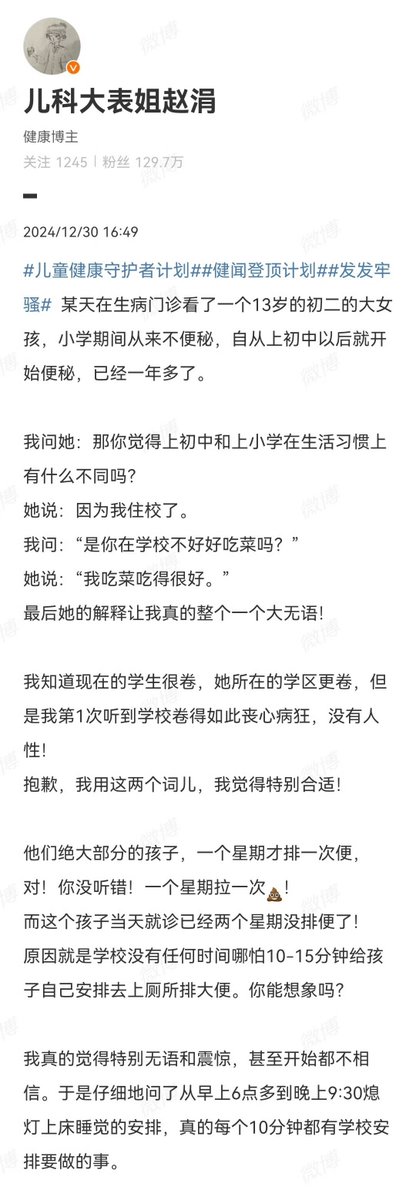 儿科大表姐赵涓
健康博主
关注 1245 | 粉丝 129.7万
2024/12/30 16:49
#儿童健康守护者计划##健闻登顶计划##发发牢
骚# 某天在生病门诊看了一个13岁的初二的大女
孩，小学期间从来不便秘，自从上初中以后就开
始便秘，已经一年多了。
我问她：那你觉得上初中和上小学在生活习惯上
有什么不同吗？
她说：因为我住校了。
我问：“是你在学校不好好吃菜吗？”
她说：“我吃菜吃得很好。”
最后她的解释让我真的整个一个大无语！
我知道现在的学生很卷，她所在的学区更卷，但
是我第1次听到学校卷得如此丧心病狂，没有人
性！
抱歉，我用这两个词儿，我觉得特别合适！
他们绝大部分的孩子，一个星期才排一次便，
对！你没听错！一个星期拉一次💩！
而这个孩子当天就诊已经两个星期没排便了！
原因就是学校没有任何时间哪怕10-15分钟给孩
子自己安排去上厕所排大便。你能想象吗？
我真的觉得特别无语和震惊，甚至开始都不相
信。于是仔细地问了从早上6点多到晚上9:30熄
灯上床睡觉的安排，真的每个10分钟都有学校安
排要做的事。
微博